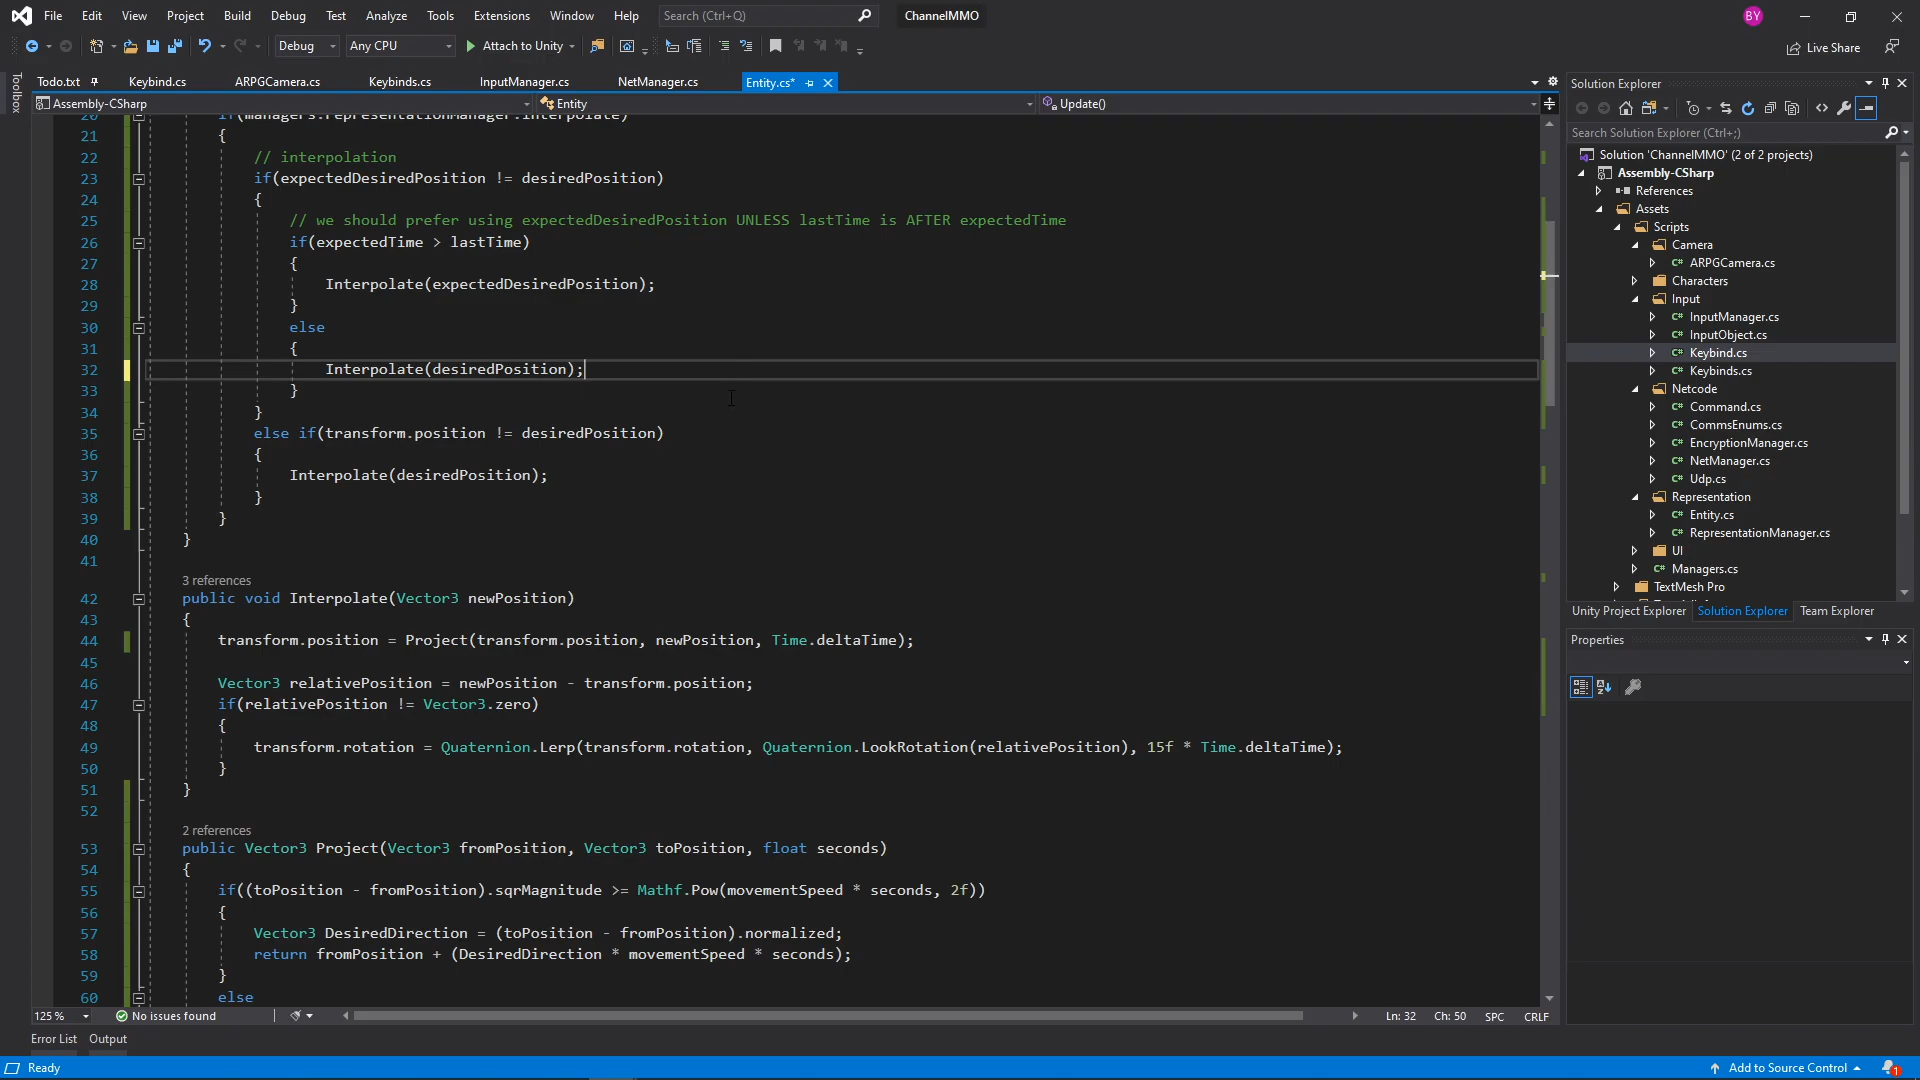 File Edit View Project Build Debug Test Analyze Tools Extensions Window Help Search (Ctrl+Q) ChannelMMO BY
Debug Any CPU Attach to Unity Live Share
Toolbox
Todo.txt Keybind.cs ARPGCamera.cs Keybinds.cs InputManager.cs NetManager.cs Entity.cs*
Assembly-CSharp Entity Update()
20 if(managers.representationManager.interpolate)
21 {
22 // interpolation
23 if(expectedDesiredPosition != desiredPosition)
24 {
25 // we should prefer using expectedDesiredPosition UNLESS lastTime is AFTER expectedTime
26 if(expectedTime > lastTime)
27 {
28 Interpolate(expectedDesiredPosition);
29 }
30 else
31 {
32 Interpolate(desiredPosition);
33 }
34 }
35 else if(transform.position != desiredPosition)
36 {
37 Interpolate(desiredPosition);
38 }
39 }
40 }
41
3 references
42 public void Interpolate(Vector3 newPosition)
43 {
44 transform.position = Project(transform.position, newPosition, Time.deltaTime);
45
46 Vector3 relativePosition = newPosition - transform.position;
47 if(relativePosition != Vector3.zero)
48 {
49 transform.rotation = Quaternion.Lerp(transform.rotation, Quaternion.LookRotation(relativePosition), 15f * Time.deltaTime);
50 }
51 }
52
2 references
53 public Vector3 Project(Vector3 fromPosition, Vector3 toPosition, float seconds)
54 {
55 if((toPosition - fromPosition).sqrMagnitude >= Mathf.Pow(movementSpeed * seconds, 2f))
56 {
57 Vector3 DesiredDirection = (toPosition - fromPosition).normalized;
58 return fromPosition + (DesiredDirection * movementSpeed * seconds);
59 }
60 else
125 % No issues found Ln: 32 Ch: 50 SPC CRLF
Error List Output
Ready Add to Source Control 1
Solution Explorer
Search Solution Explorer (Ctrl+;)
Solution 'ChannelMMO' (2 of 2 projects)
Assembly-CSharp
References
Assets
Scripts
Camera
C# ARPGCamera.cs
Characters
Input
C# InputManager.cs
C# InputObject.cs
C# Keybind.cs
C# Keybinds.cs
Netcode
C# Command.cs
C# CommsEnums.cs
C# EncryptionManager.cs
C# NetManager.cs
C# Udp.cs
Representation
C# Entity.cs
C# RepresentationManager.cs
UI
C# Managers.cs
TextMesh Pro
Unity Project Explorer Solution Explorer Team Explorer
Properties